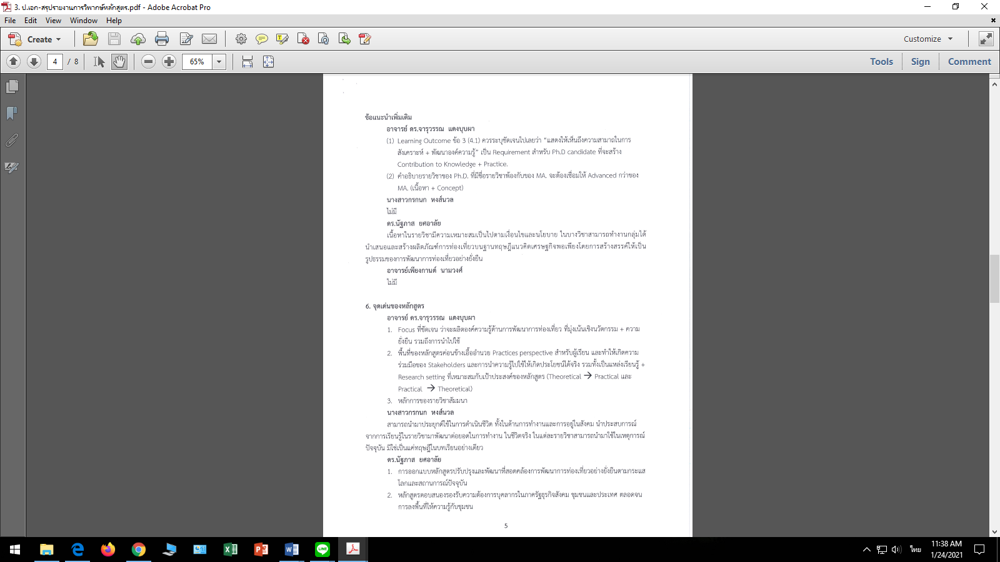 3. ป.เอก-สรุปรายงานการวิพากษ์หลักสูตร.pdf - Adobe Acrobat Pro
File Edit View Window Help
Create Customize
4 / 8 65% Tools Sign Comment
ข้อแนะนำเพิ่มเติม
อาจารย์ ดร.จารุวรรณ แดงบุบผา
(1) Learning Outcome ข้อ 3 (4.1) ควรระบุชัดเจนไปเลยว่า “แสดงให้เห็นถึงความสามาถในการ
สังเคราะห์ + พัฒนาองค์ความรู้” เป็น Requirement สำหรับ Ph.D candidate ที่จะสร้าง
Contribution to Knowledge + Practice.
(2) คำอธิบายรายวิชาของ Ph.D. ที่มีชื่อรายวิชาพ้องกับของ MA. จะต้องเชื่อมให้ Advanced กว่าของ
MA. (เนื้อหา + Concept)
นางสาวกรกนก หงส์นวล
ไม่มี
ดร.นัฐภาส ยศอาลัย
เนื้อหาในรายวิชามีความเหมาะสมเป็นไปตามเงื่อนไขและนโยบาย ในบางวิชาสามารถทำงานกลุ่มได้
นำเสนอและสร้างผลิตภัณฑ์การท่องเที่ยวบนฐานทฤษฎีแนวคิดเศรษฐกิจพอเพียงโดยการสร้างสรรค์ให้เป็น
รูปธรรมของการพัฒนาการท่องเที่ยวอย่างยั่งยืน
อาจารย์เพียงกานต์ นามวงศ์
ไม่มี
6. จุดเด่นของหลักสูตร
อาจารย์ ดร.จารุวรรณ แดงบุบผา
1. Focus ที่ชัดเจน ว่าจะผลิตองค์ความรู้ด้านการพัฒนาการท่องเที่ยว ที่มุ่งเน้นเชิงนวัตกรรม + ความ
ยั่งยืน รวมถึงการนำไปใช้
2. พื้นที่ของหลักสูตรค่อนข้างเอื้ออำนวย Practices perspective สำหรับผู้เรียน และทำให้เกิดความ
ร่วมมือของ Stakeholders และการนำความรู้ไปใช้ให้เกิดประโยชน์ได้จริง รวมทั้งเป็นแหล่งเรียนรู้ +
Research setting ที่เหมาะสมกับเป้าประสงค์ของหลักสูตร (Theoretical → Practical และ
Practical → Theoretical)
3. หลักการของรายวิชาสัมมนา
นางสาวกรกนก หงส์นวล
สามารถนำมาประยุกต์ใช้ในการดำเนินชีวิต ทั้งในด้านการทำงานและการอยู่ในสังคม นำประสบการณ์
จากการเรียนรู้ในรายวิชามาพัฒนาต่อยอดในการทำงาน ในชีวิตจริง ในแต่ละรายวิชาสามารถนำมาใช้ในเหตุการณ์
ปัจจุบัน มิใช่เป็นแค่ทฤษฎีในบทเรียนอย่างเดียว
ดร.นัฐภาส ยศอาลัย
1. การออกแบบหลักสูตรปรับปรุงและพัฒนาที่สอดคล้องการพัฒนาการท่องเที่ยวอย่างยั่งยืนตามกระแส
โลกและสถานการณ์ปัจจุบัน
2. หลักสูตรตอบสนองรองรับความต้องการบุคลากรในภาครัฐธุรกิจสังคม ชุมชนและประเทศ ตลอดจน
การลงพื้นที่ให้ความรู้กับชุมชน
5
ไทย 11:38 AM
1/24/2021